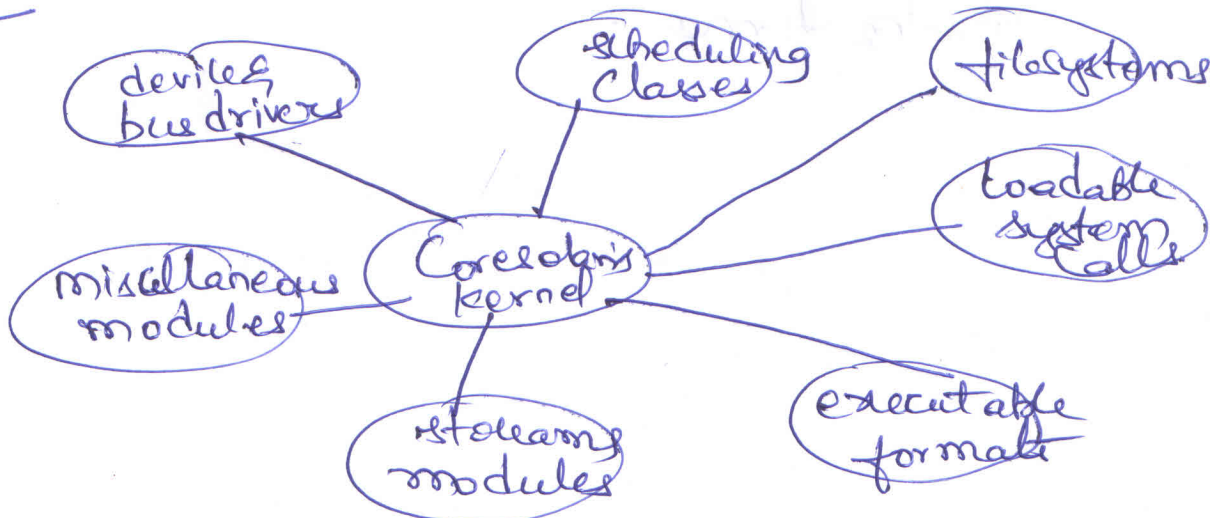 device &
bus drivers
scheduling
Classes
filesystems
loadable
system
Calls
Core solaris
kernel
miscellaneous
modules
streams
modules
executable
formats